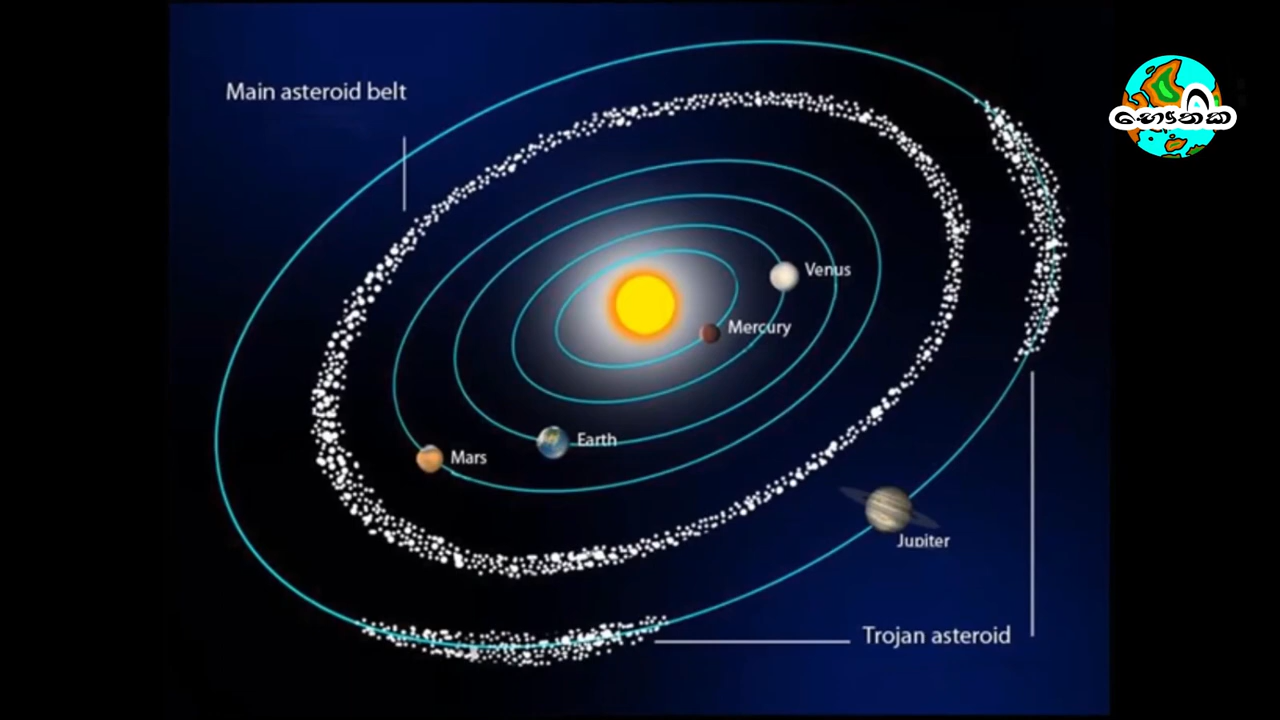 Main asteroid belt
භෞතික
Venus
Mercury
Earth
Mars
Jupiter
Trojan asteroid